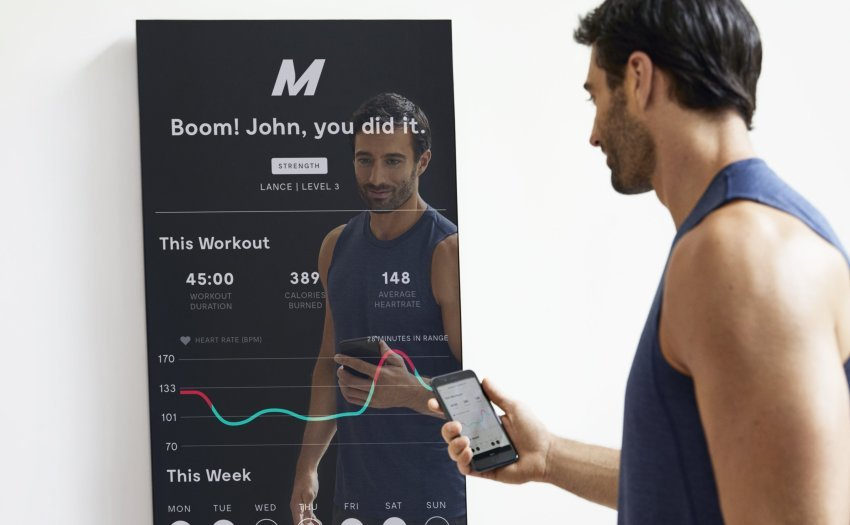 M
Boom! John, you did it.
STRENGTH
LANCE | LEVEL 3
This Workout
45:00 389 148
WORKOUT CALORIES AVERAGE
DURATION BURNED HEARTRATE
HEART RATE (BPM) 28 MINUTES IN RANGE
170
133
101
70
This Week
MON TUE WED THU FRI SAT SUN